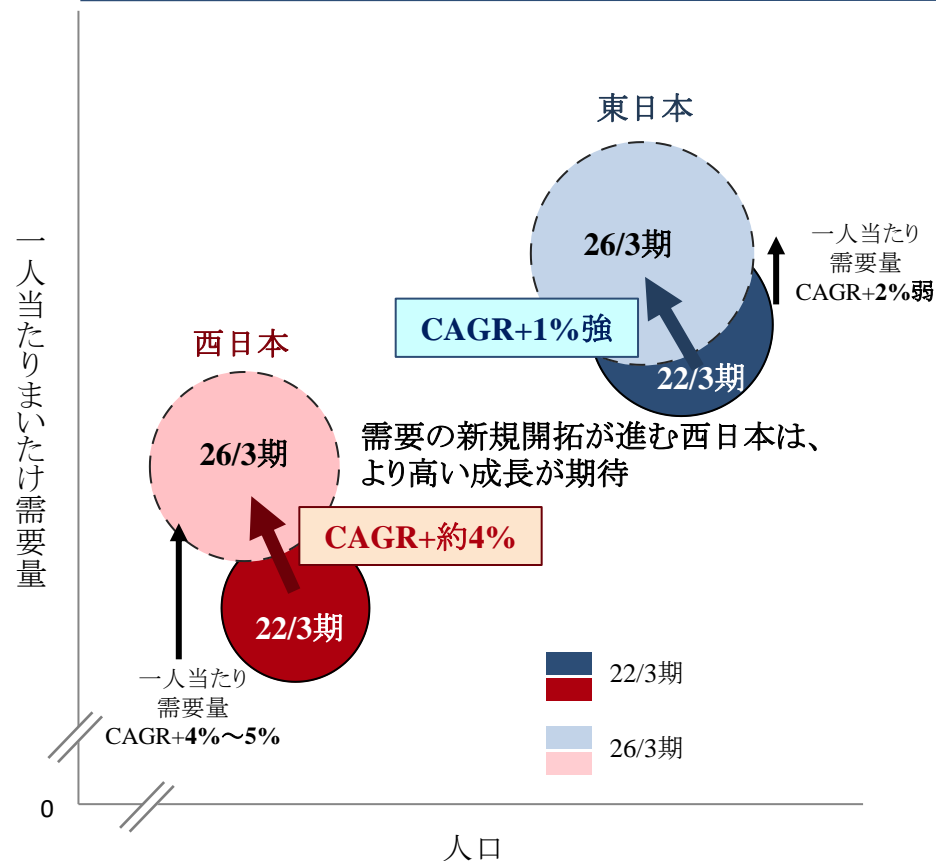 一人当たりまいたけ需要量
東日本
26/3期
22/3期
CAGR+1%強
一人当たり
需要量
CAGR+2%弱
西日本
26/3期
22/3期
CAGR+約4%
需要の新規開拓が進む西日本は、
より高い成長が期待
一人当たり
需要量
CAGR+4%～5%
22/3期
26/3期
0
人口